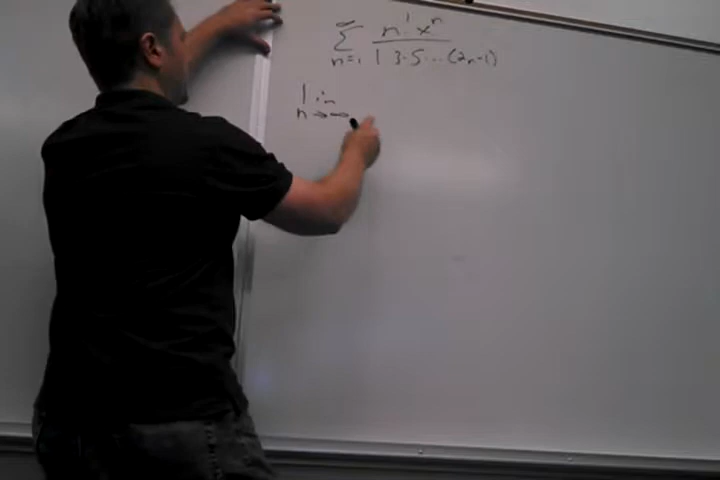 ∞ n! xⁿ
Σ
n=1 1·3·5···(2n-1)
lim
n→∞